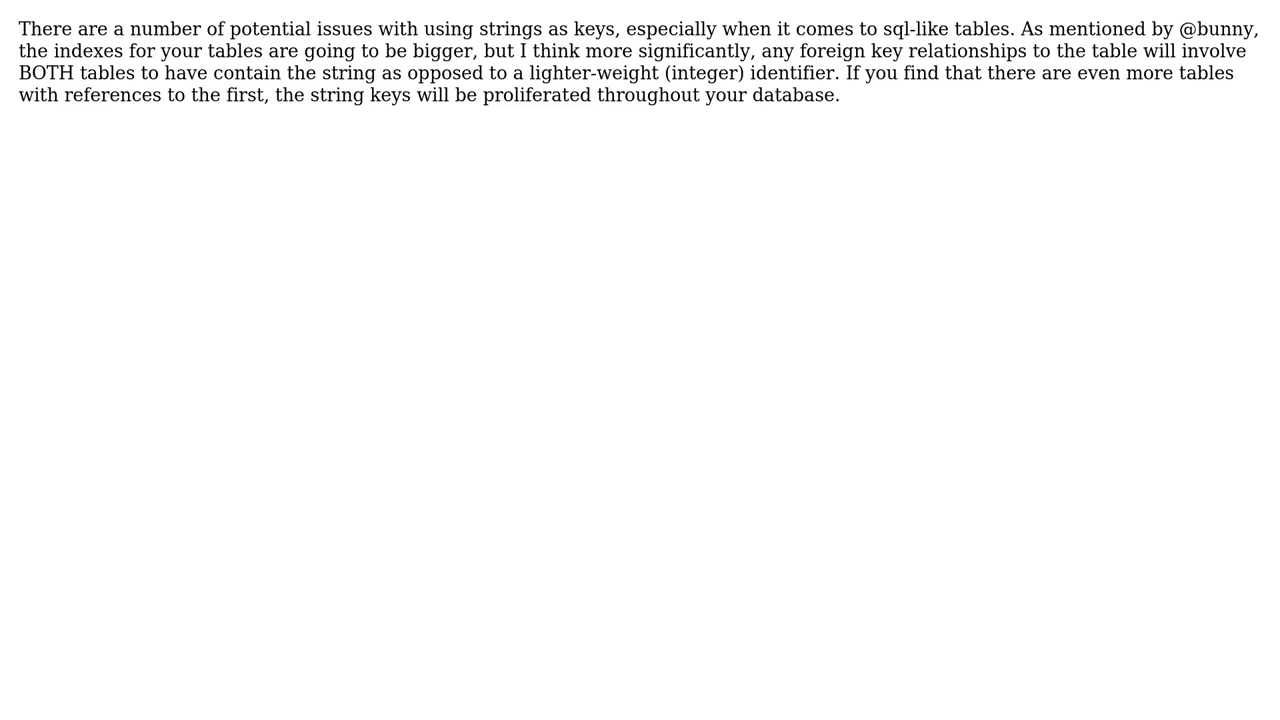 There are a number of potential issues with using strings as keys, especially when it comes to sql-like tables. As mentioned by @bunny,
the indexes for your tables are going to be bigger, but I think more significantly, any foreign key relationships to the table will involve
BOTH tables to have contain the string as opposed to a lighter-weight (integer) identifier. If you find that there are even more tables
with references to the first, the string keys will be proliferated throughout your database.